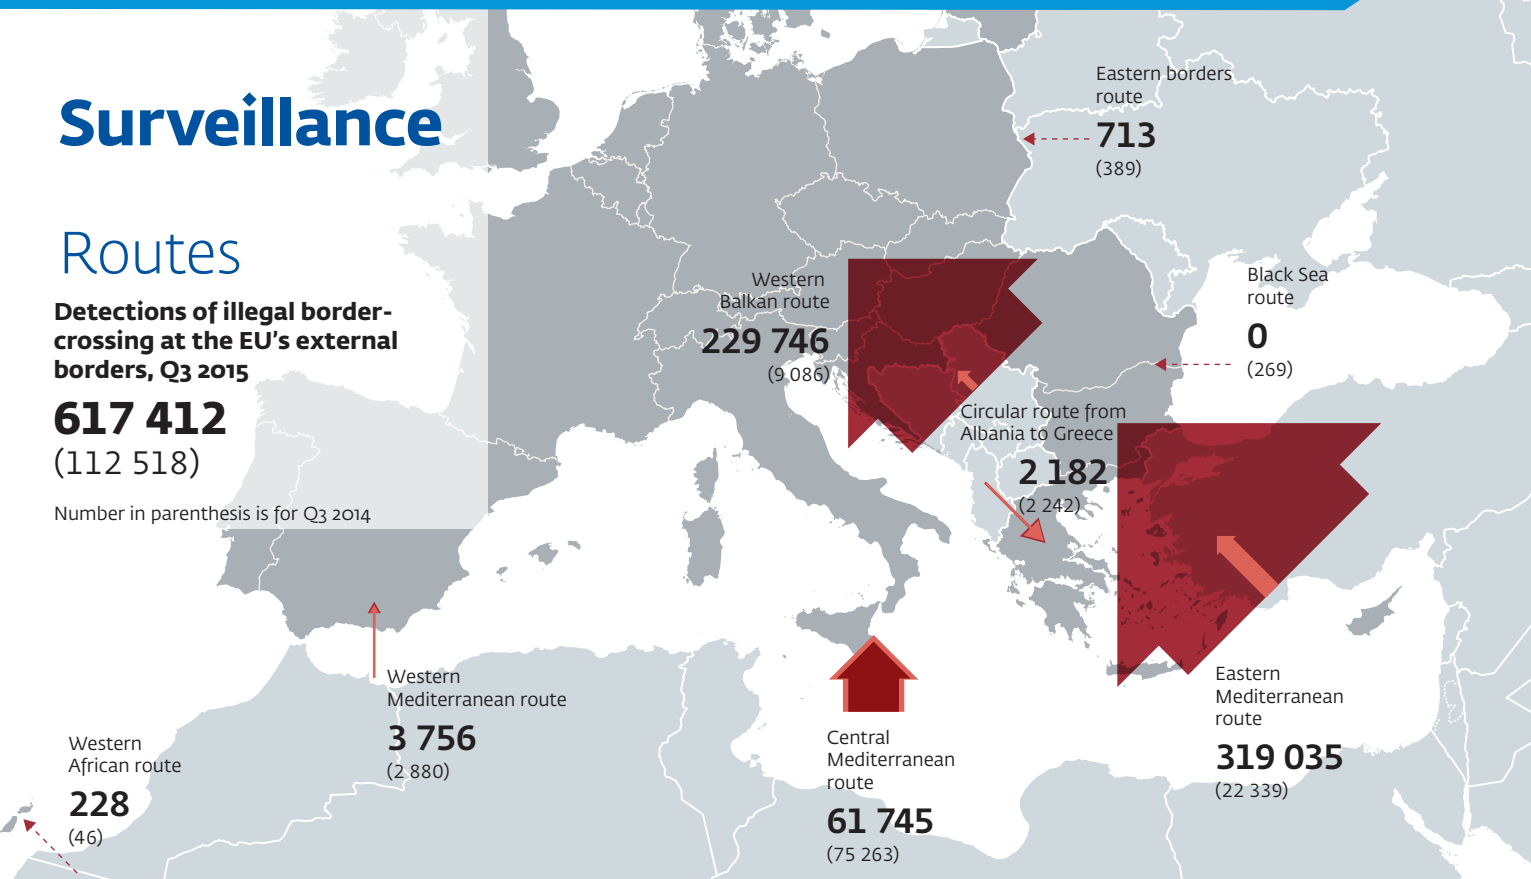 Surveillance
Routes
Detections of illegal border-
crossing at the EU's external
borders, Q3 2015
617 412
(112 518)
Number in parenthesis is for Q3 2014
Eastern borders
route
713
(389)
Western
Balkan route
229 746
(9 086)
Black Sea
route
0
(269)
Circular route from
Albania to Greece
2 182
(2 242)
Western
Mediterranean route
3 756
(2 880)
Western
African route
228
(46)
Central
Mediterranean
route
61 745
(75 263)
Eastern
Mediterranean
route
319 035
(22 339)